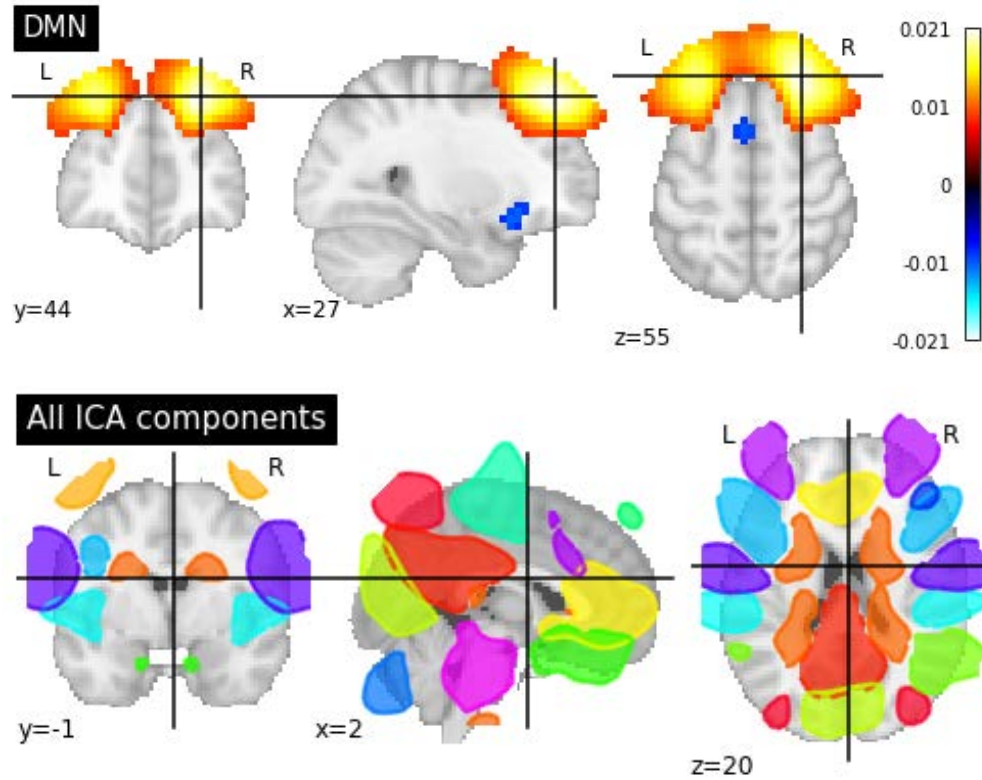 DMN
L R
L R
0.021
0.01
0
-0.01
-0.021
y=44
x=27
z=55
All ICA components
L R
L R
y=-1
x=2
z=20